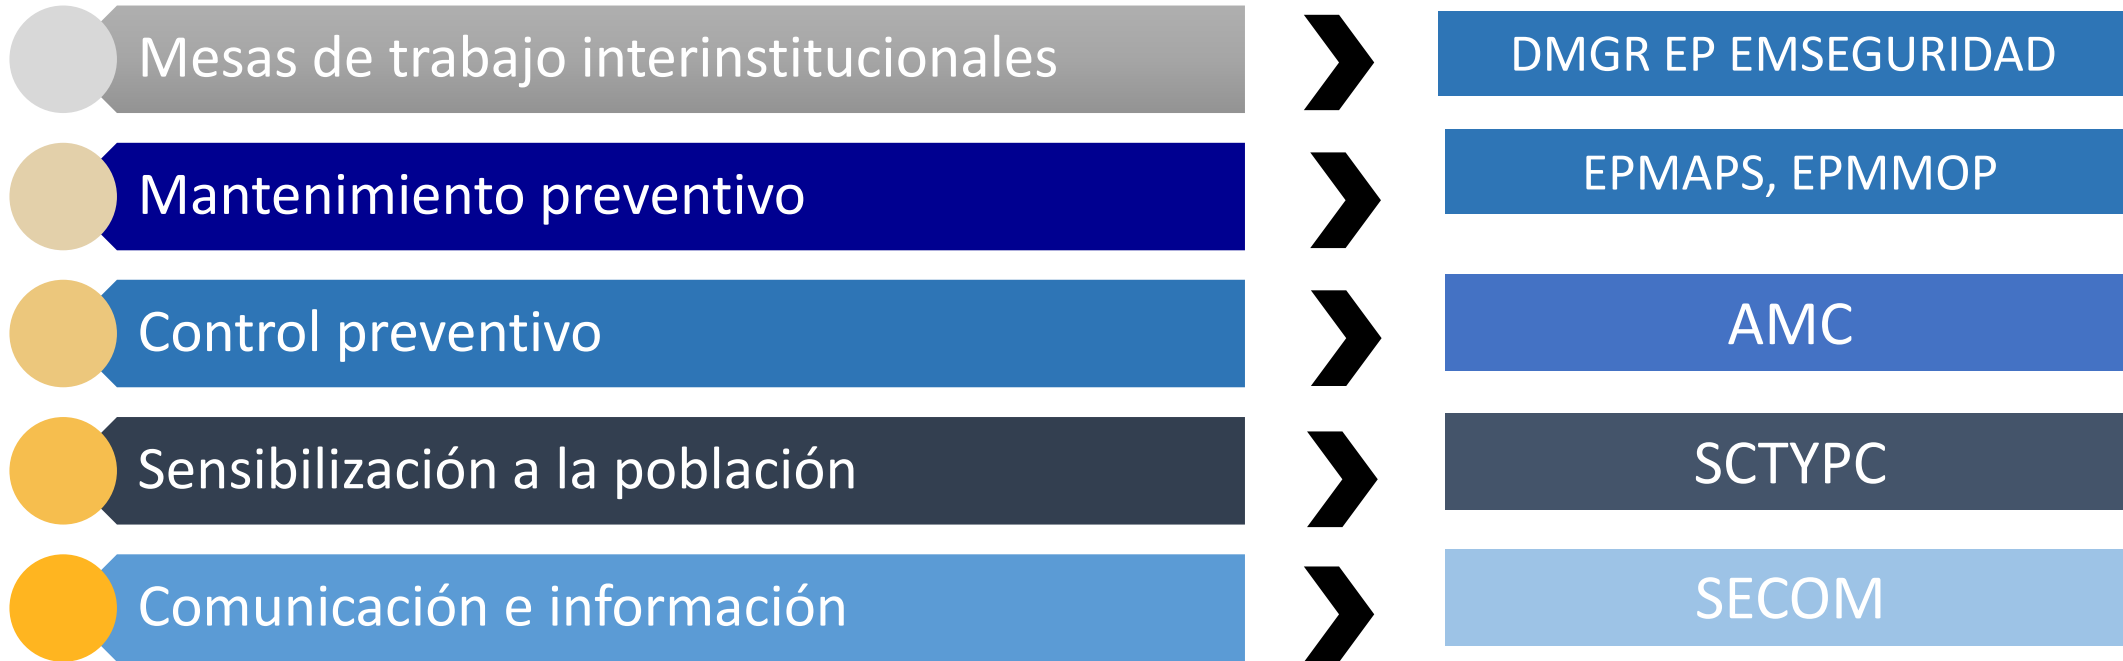 Mesas de trabajo interinstitucionales
DMGR EP EMSEGURIDAD
Mantenimiento preventivo
EPMAPS, EPMMOP
Control preventivo
AMC
Sensibilización a la población
SCTYPC
Comunicación e información
SECOM